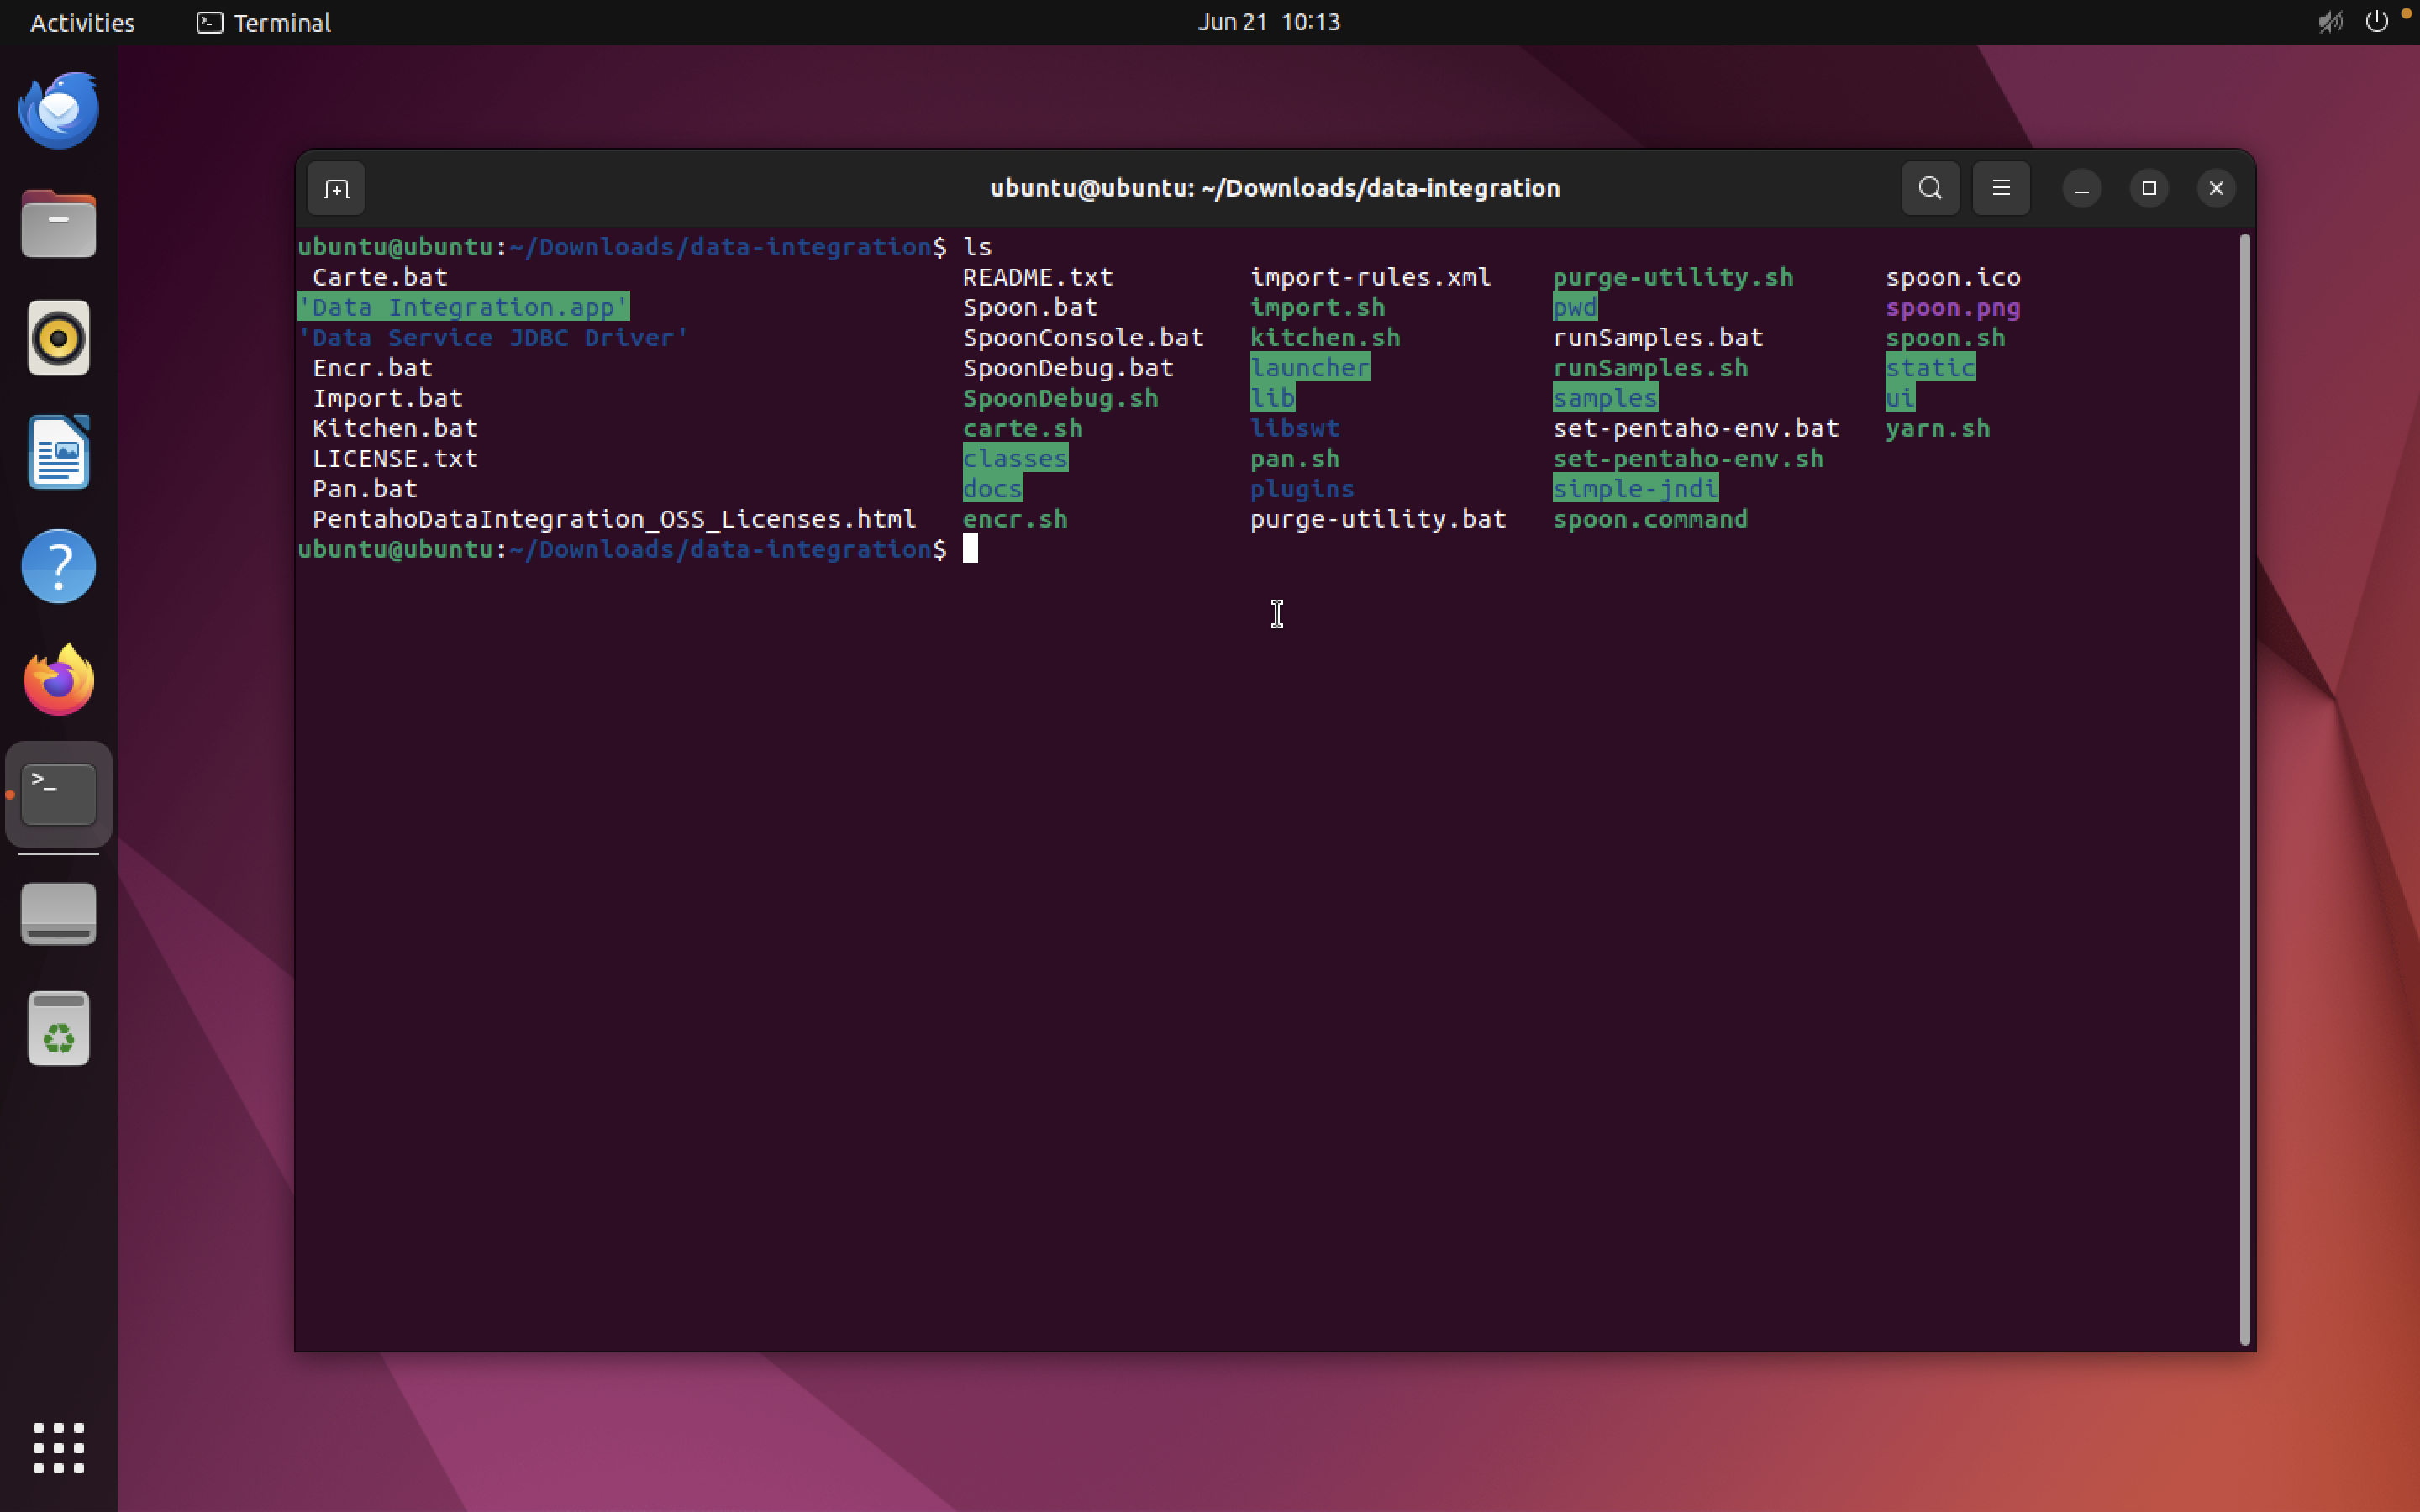 Activities Terminal Jun 21 10:13
ubuntu@ubuntu: ~/Downloads/data-integration
ubuntu@ubuntu:~/Downloads/data-integration$ ls
Carte.bat README.txt import-rules.xml purge-utility.sh spoon.ico
'Data Integration.app' Spoon.bat import.sh pwd spoon.png
'Data Service JDBC Driver' SpoonConsole.bat kitchen.sh runSamples.bat spoon.sh
Encr.bat SpoonDebug.bat launcher runSamples.sh static
Import.bat SpoonDebug.sh lib samples ui
Kitchen.bat carte.sh libswt set-pentaho-env.bat yarn.sh
LICENSE.txt classes pan.sh set-pentaho-env.sh
Pan.bat docs plugins simple-jndi
PentahoDataIntegration_OSS_Licenses.html encr.sh purge-utility.bat spoon.command
ubuntu@ubuntu:~/Downloads/data-integration$